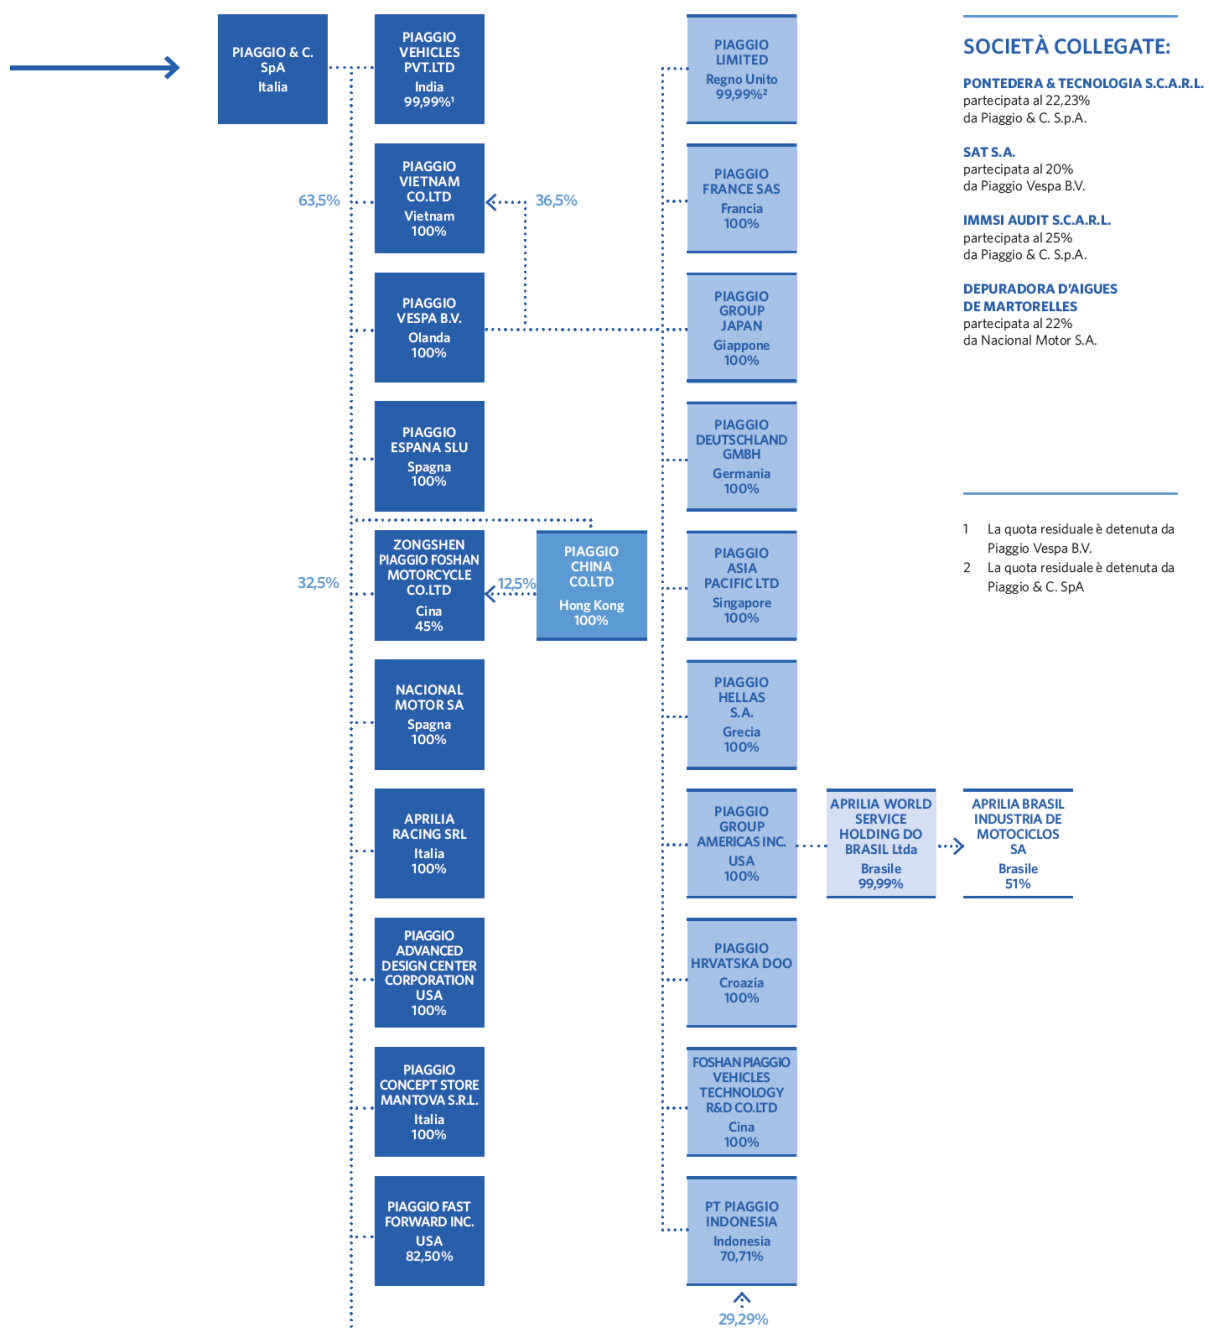 PIAGGIO & C.
SpA
Italia
PIAGGIO
VEHICLES
PVT.LTD
India
99,99%¹
63,5%
PIAGGIO
VIETNAM
CO.LTD
Vietnam
100%
36,5%
PIAGGIO
VESPA B.V.
Olanda
100%
PIAGGIO
ESPANA SLU
Spagna
100%
32,5%
ZONGSHEN
PIAGGIO FOSHAN
MOTORCYCLE
CO.LTD
Cina
45%
12,5%
PIAGGIO
CHINA
CO.LTD
Hong Kong
100%
NACIONAL
MOTOR SA
Spagna
100%
APRILIA
RACING SRL
Italia
100%
PIAGGIO
ADVANCED
DESIGN CENTER
CORPORATION
USA
100%
PIAGGIO
CONCEPT STORE
MANTOVA S.R.L.
Italia
100%
PIAGGIO FAST
FORWARD INC.
USA
82,50%
PIAGGIO
LIMITED
Regno Unito
99,99%²
PIAGGIO
FRANCE SAS
Francia
100%
PIAGGIO
GROUP
JAPAN
Giappone
100%
PIAGGIO
DEUTSCHLAND
GMBH
Germania
100%
PIAGGIO
ASIA
PACIFIC LTD
Singapore
100%
PIAGGIO
HELLAS
S.A.
Grecia
100%
PIAGGIO
GROUP
AMERICAS INC.
USA
100%
APRILIA WORLD
SERVICE
HOLDING DO
BRASIL Ltda
Brasile
99,99%
APRILIA BRASIL
INDUSTRIA DE
MOTOCICLOS
SA
Brasile
51%
PIAGGIO
HRVATSKA DOO
Croazia
100%
FOSHAN PIAGGIO
VEHICLES
TECHNOLOGY
R&D CO.LTD
Cina
100%
PT PIAGGIO
INDONESIA
Indonesia
70,71%
29,29%
SOCIETÀ COLLEGATE:
PONTEDERA & TECNOLOGIA S.C.A.R.L.
partecipata al 22,23%
da Piaggio & C. S.p.A.
SAT S.A.
partecipata al 20%
da Piaggio Vespa B.V.
IMMSI AUDIT S.C.A.R.L.
partecipata al 25%
da Piaggio & C. S.p.A.
DEPURADORA D'AIGUES
DE MARTORELLES
partecipata al 22%
da Nacional Motor S.A.
1 La quota residuale è detenuta da
Piaggio Vespa B.V.
2 La quota residuale è detenuta da
Piaggio & C. SpA